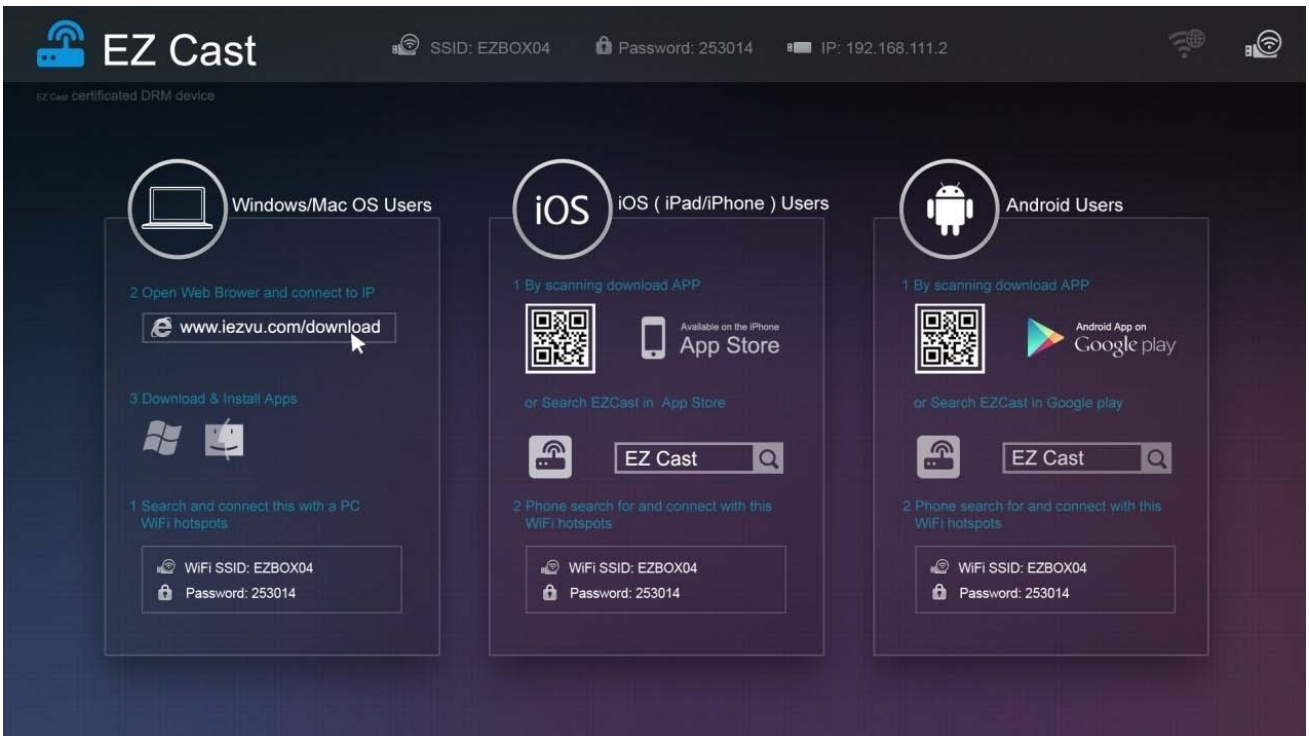 EZ Cast
SSID: EZBOX04
Password: 253014
IP: 192.168.111.2
EZ Cast certificated DRM device
Windows/Mac OS Users
2 Open Web Brower and connect to IP
www.iezvu.com/download
3 Download & Install Apps
1 Search and connect this with a PC
WiFi hotspots
WiFi SSID: EZBOX04
Password: 253014
iOS
iOS ( iPad/iPhone ) Users
1 By scanning download APP
Available on the iPhone
App Store
or Search EZCast in App Store
EZ Cast
2 Phone search for and connect with this
WiFi hotspots
WiFi SSID: EZBOX04
Password: 253014
Android Users
1 By scanning download APP
Android App on
Google play
or Search EZCast in Google play
EZ Cast
2 Phone search for and connect with this
WiFi hotspots
WiFi SSID: EZBOX04
Password: 253014